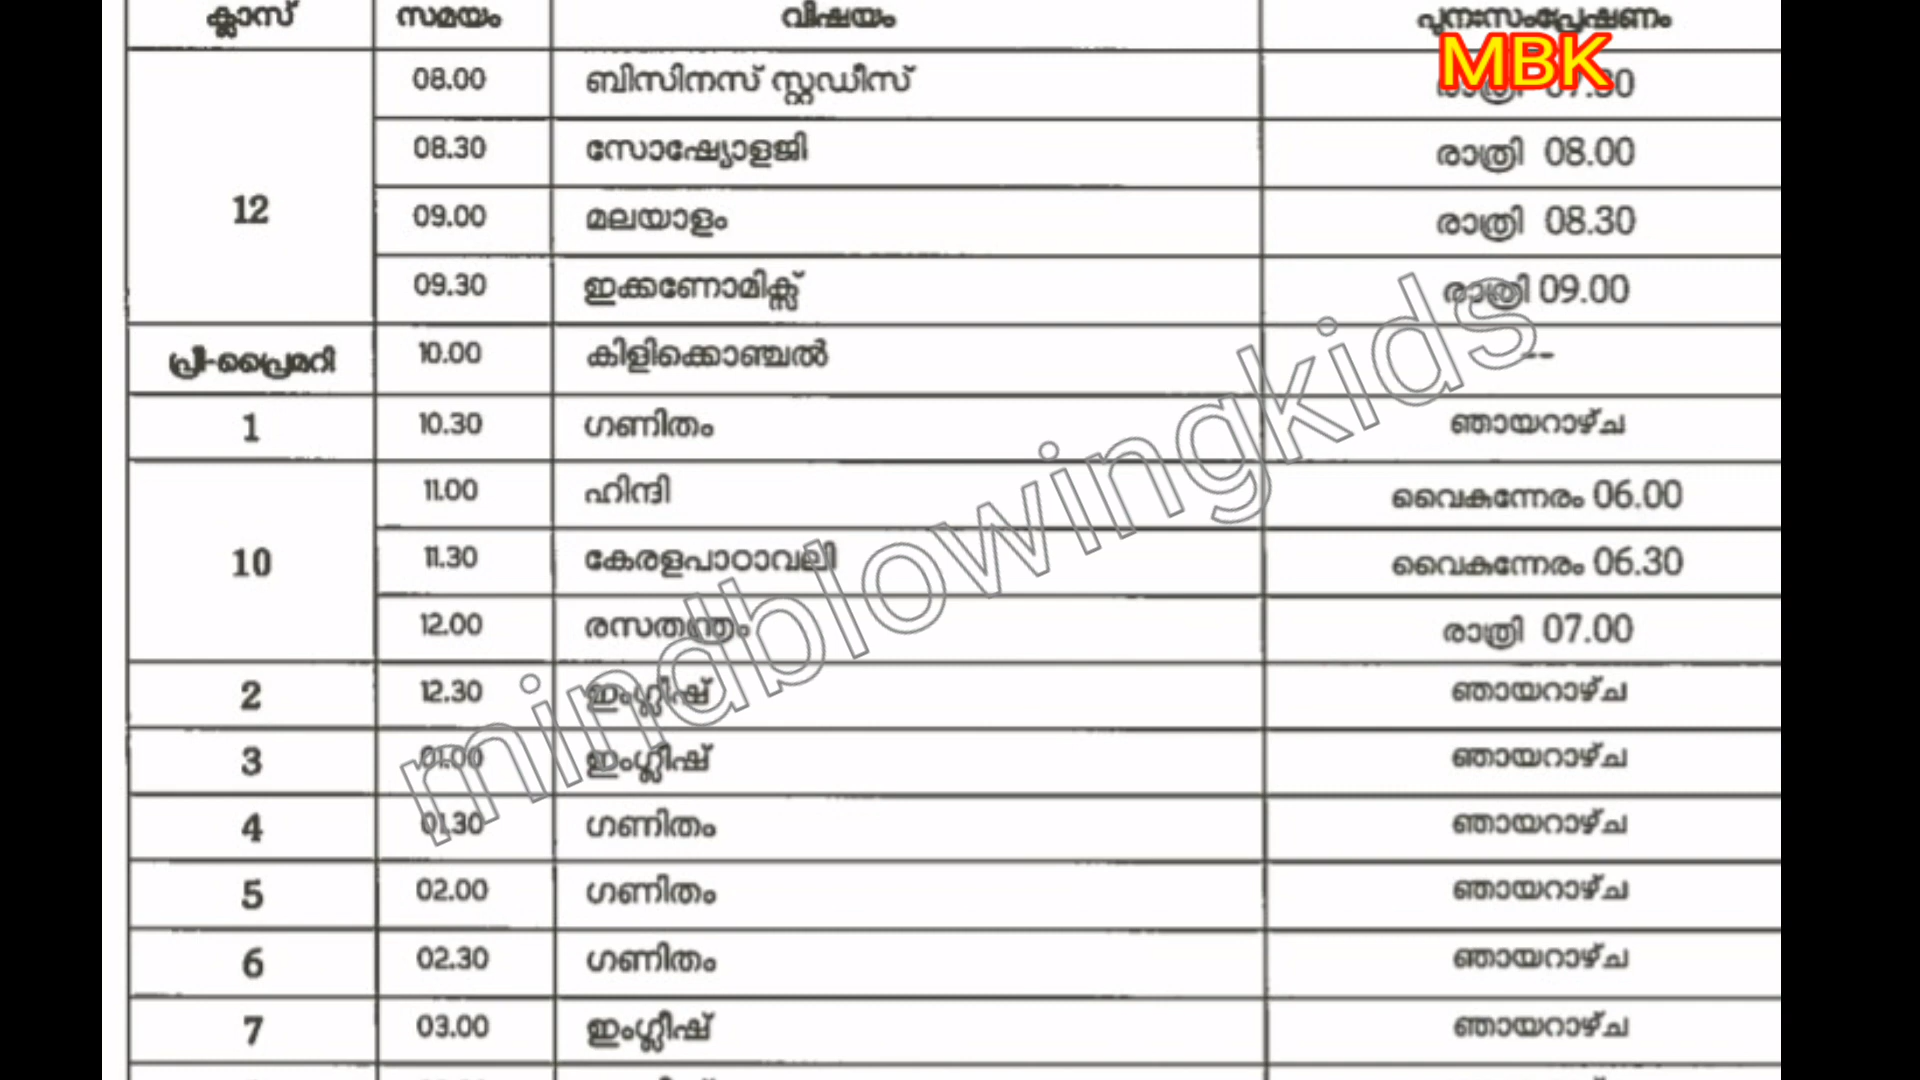 ക്ലാസ് സമയം വിഷയം പുനഃസംപ്രേഷണം
MBK
08.00 ബിസിനസ് സ്റ്റഡീസ് രാത്രി
08.30 സോഷ്യോളജി രാത്രി 08.00
12
09.00 മലയാളം രാത്രി 08.30
09.30 ഇക്കണോമിക്സ് രാത്രി 09.00
പ്രീ-പ്രൈമറി 10.00 കിളിക്കൊഞ്ചൽ --
1 10.30 ഗണിതം ഞായറാഴ്ച
11.00 ഹിന്ദി വൈകുന്നേരം 06.00
10 11.30 കേരളപാഠാവലി വൈകുന്നേരം 06.30
12.00 രസതന്ത്രം രാത്രി 07.00
2 12.30 ഇംഗ്ലീഷ് ഞായറാഴ്ച
3 01.00 ഇംഗ്ലീഷ് ഞായറാഴ്ച
4 01.30 ഗണിതം ഞായറാഴ്ച
5 02.00 ഗണിതം ഞായറാഴ്ച
6 02.30 ഗണിതം ഞായറാഴ്ച
7 03.00 ഇംഗ്ലീഷ് ഞായറാഴ്ച
mindblowingkids